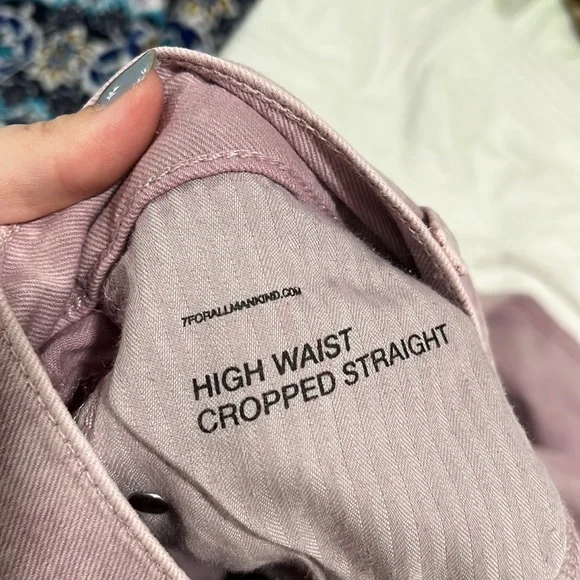 7FORALLMANKIND.COM
HIGH WAIST
CROPPED STRAIGHT